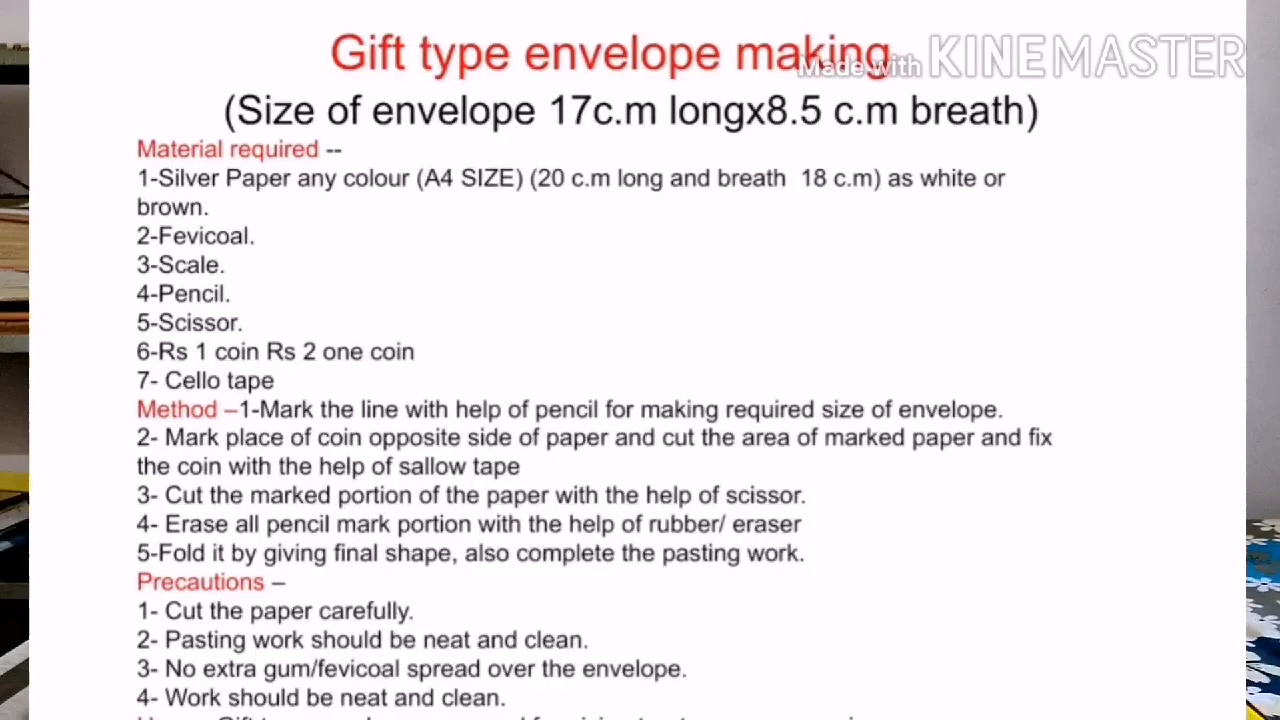 Gift type envelope making
Made with KINEMASTER
(Size of envelope 17c.m longx8.5 c.m breath)
Material required --
1-Silver Paper any colour (A4 SIZE) (20 c.m long and breath 18 c.m) as white or
brown.
2-Fevicoal.
3-Scale.
4-Pencil.
5-Scissor.
6-Rs 1 coin Rs 2 one coin
7- Cello tape
Method –1-Mark the line with help of pencil for making required size of envelope.
2- Mark place of coin opposite side of paper and cut the area of marked paper and fix
the coin with the help of sallow tape
3- Cut the marked portion of the paper with the help of scissor.
4- Erase all pencil mark portion with the help of rubber/ eraser
5-Fold it by giving final shape, also complete the pasting work.
Precautions –
1- Cut the paper carefully.
2- Pasting work should be neat and clean.
3- No extra gum/fevicoal spread over the envelope.
4- Work should be neat and clean.